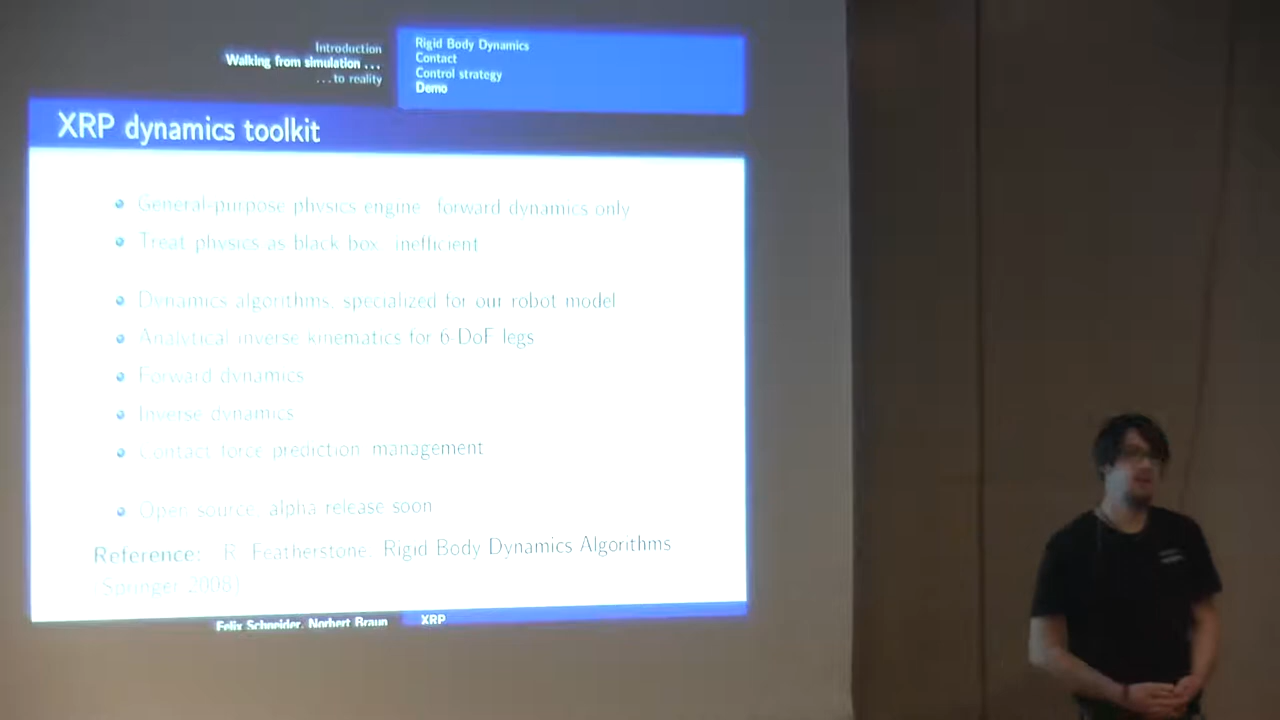 Introduction
Walking from simulation ...
... to reality
Rigid Body Dynamics
Contact
Control strategy
Demo
XRP dynamics toolkit
General-purpose physics engine: forward dynamics only
Treat physics as black box: inefficient
Dynamics algorithms, specialized for our robot model
Analytical inverse kinematics for 6-DoF legs
Forward dynamics
Inverse dynamics
Contact force prediction, management
Open source, alpha release soon
Reference: R. Featherstone, Rigid Body Dynamics Algorithms
(Springer 2008)
Felix Schneider, Norbert Braun
XRP